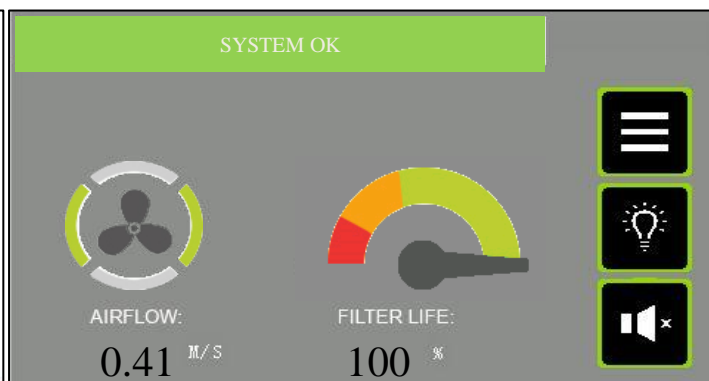 SYSTEM OK
AIRFLOW:
0.41 M/S
FILTER LIFE:
100 %